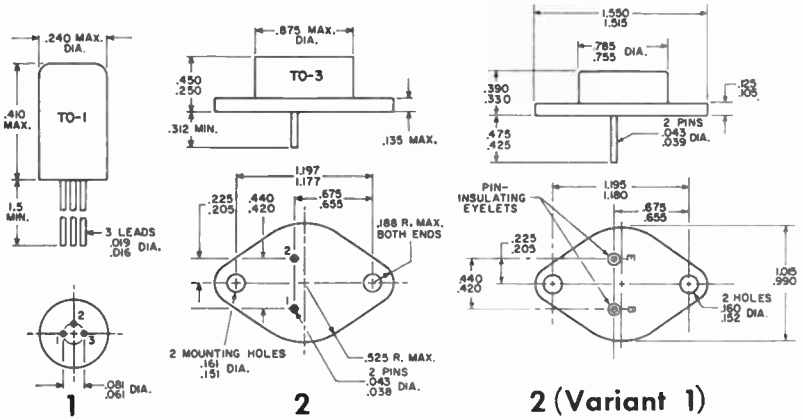 .240 MAX.
DIA.
TO-1
.410
MAX.
1.5
MIN.
3 LEADS
.019
.016 DIA.
2
1
3
.081
.061 DIA.
1
.875 MAX.
DIA.
TO-3
.450
.250
.312 MIN.
.135 MAX.
1.197
1.177
.225
.205
.440
.420
.675
.655
.188 R. MAX.
BOTH ENDS
2
1
.525 R. MAX.
2 MOUNTING HOLES
.161
.151 DIA.
2 PINS
.043
.038 DIA.
2
1.550
1.515
.785
.755 DIA.
.390
.330
.125
.105
.475
.425
2 PINS
.043
.039 DIA.
PIN-
INSULATING
EYELETS
1.195
1.180
.675
.655
.225
.205
.440
.420
E
B
1.015
.990
2 HOLES
.160
.152 DIA.
2 (Variant 1)